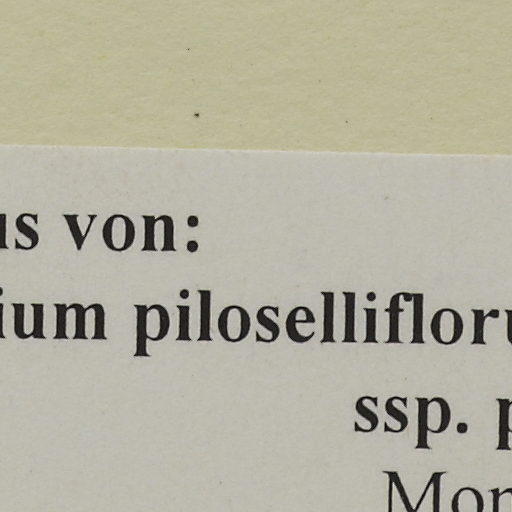 us von:
ium pilosellifloru
ssp. p
Mon